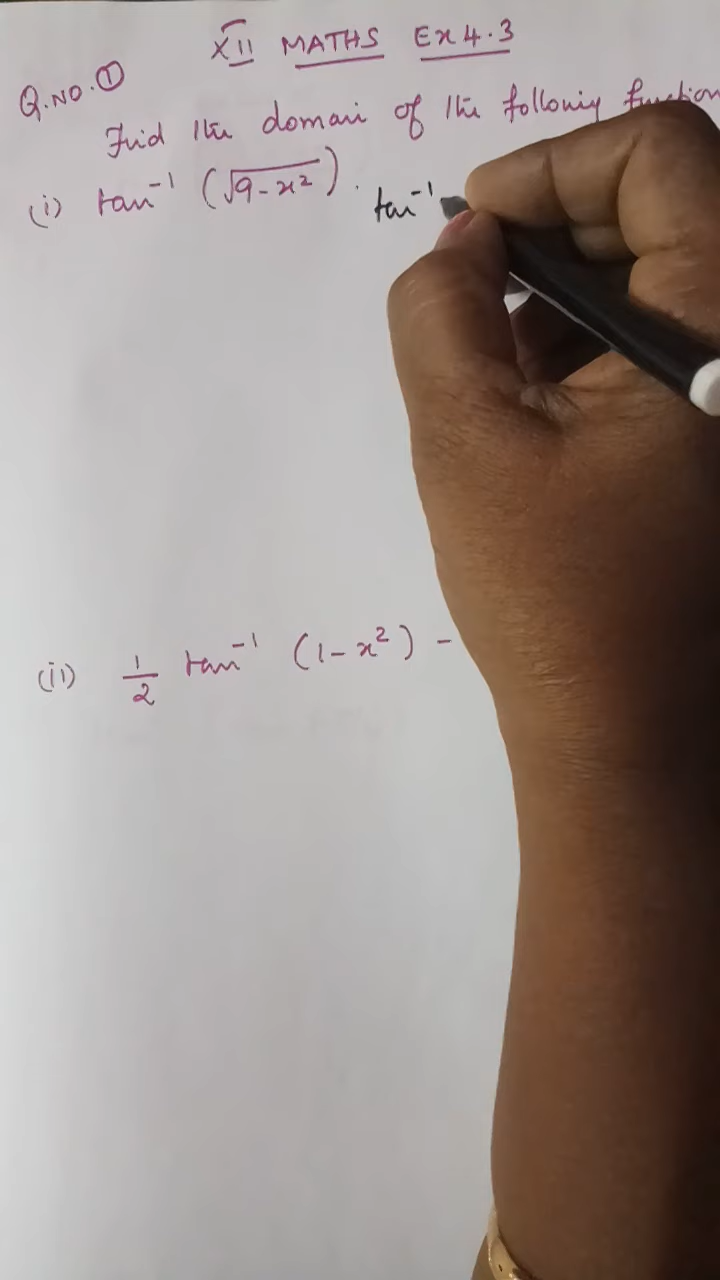 XII MATHS Ex 4.3
Q.NO. ①
Find the domain of the following function
(i) tan⁻¹ (√9-x²). tan⁻¹
(ii) 1/2 tan⁻¹ (1-x²) -